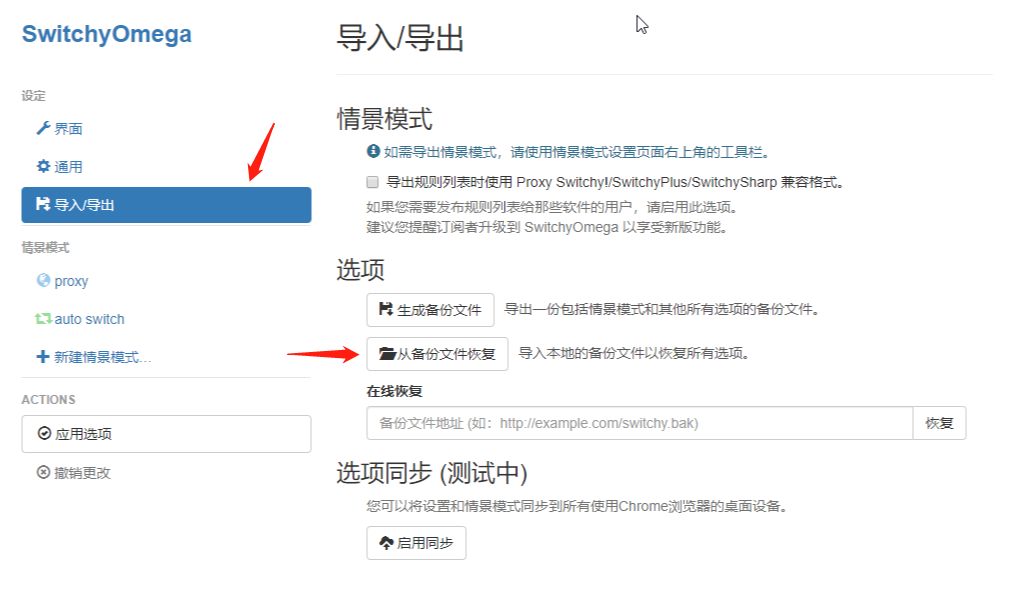 SwitchyOmega
设定
界面
通用
导入/导出
情景模式
proxy
auto switch
新建情景模式…
ACTIONS
应用选项
撤销更改
导入/导出
情景模式
如需导出情景模式，请使用情景模式设置页面右上角的工具栏。
导出规则列表时使用 Proxy Switchy!/SwitchyPlus/SwitchySharp 兼容格式。
如果您需要发布规则列表给那些软件的用户，请启用此选项。
建议您提醒订阅者升级到 SwitchyOmega 以享受新版功能。
选项
生成备份文件 导出一份包括情景模式和其他所有选项的备份文件。
从备份文件恢复 导入本地的备份文件以恢复所有选项。
在线恢复
备份文件地址 (如：http://example.com/switchy.bak) 恢复
选项同步 (测试中)
您可以将设置和情景模式同步到所有使用Chrome浏览器的桌面设备。
启用同步